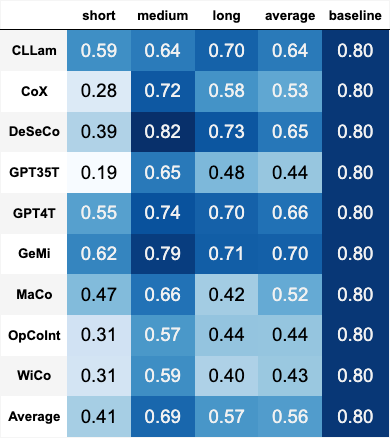 short medium long average baseline
CLLam 0.59 0.64 0.70 0.64 0.80
CoX 0.28 0.72 0.58 0.53 0.80
DeSeCo 0.39 0.82 0.73 0.65 0.80
GPT35T 0.19 0.65 0.48 0.44 0.80
GPT4T 0.55 0.74 0.70 0.66 0.80
GeMi 0.62 0.79 0.71 0.70 0.80
MaCo 0.47 0.66 0.42 0.52 0.80
OpCoInt 0.31 0.57 0.44 0.44 0.80
WiCo 0.31 0.59 0.40 0.43 0.80
Average 0.41 0.69 0.57 0.56 0.80